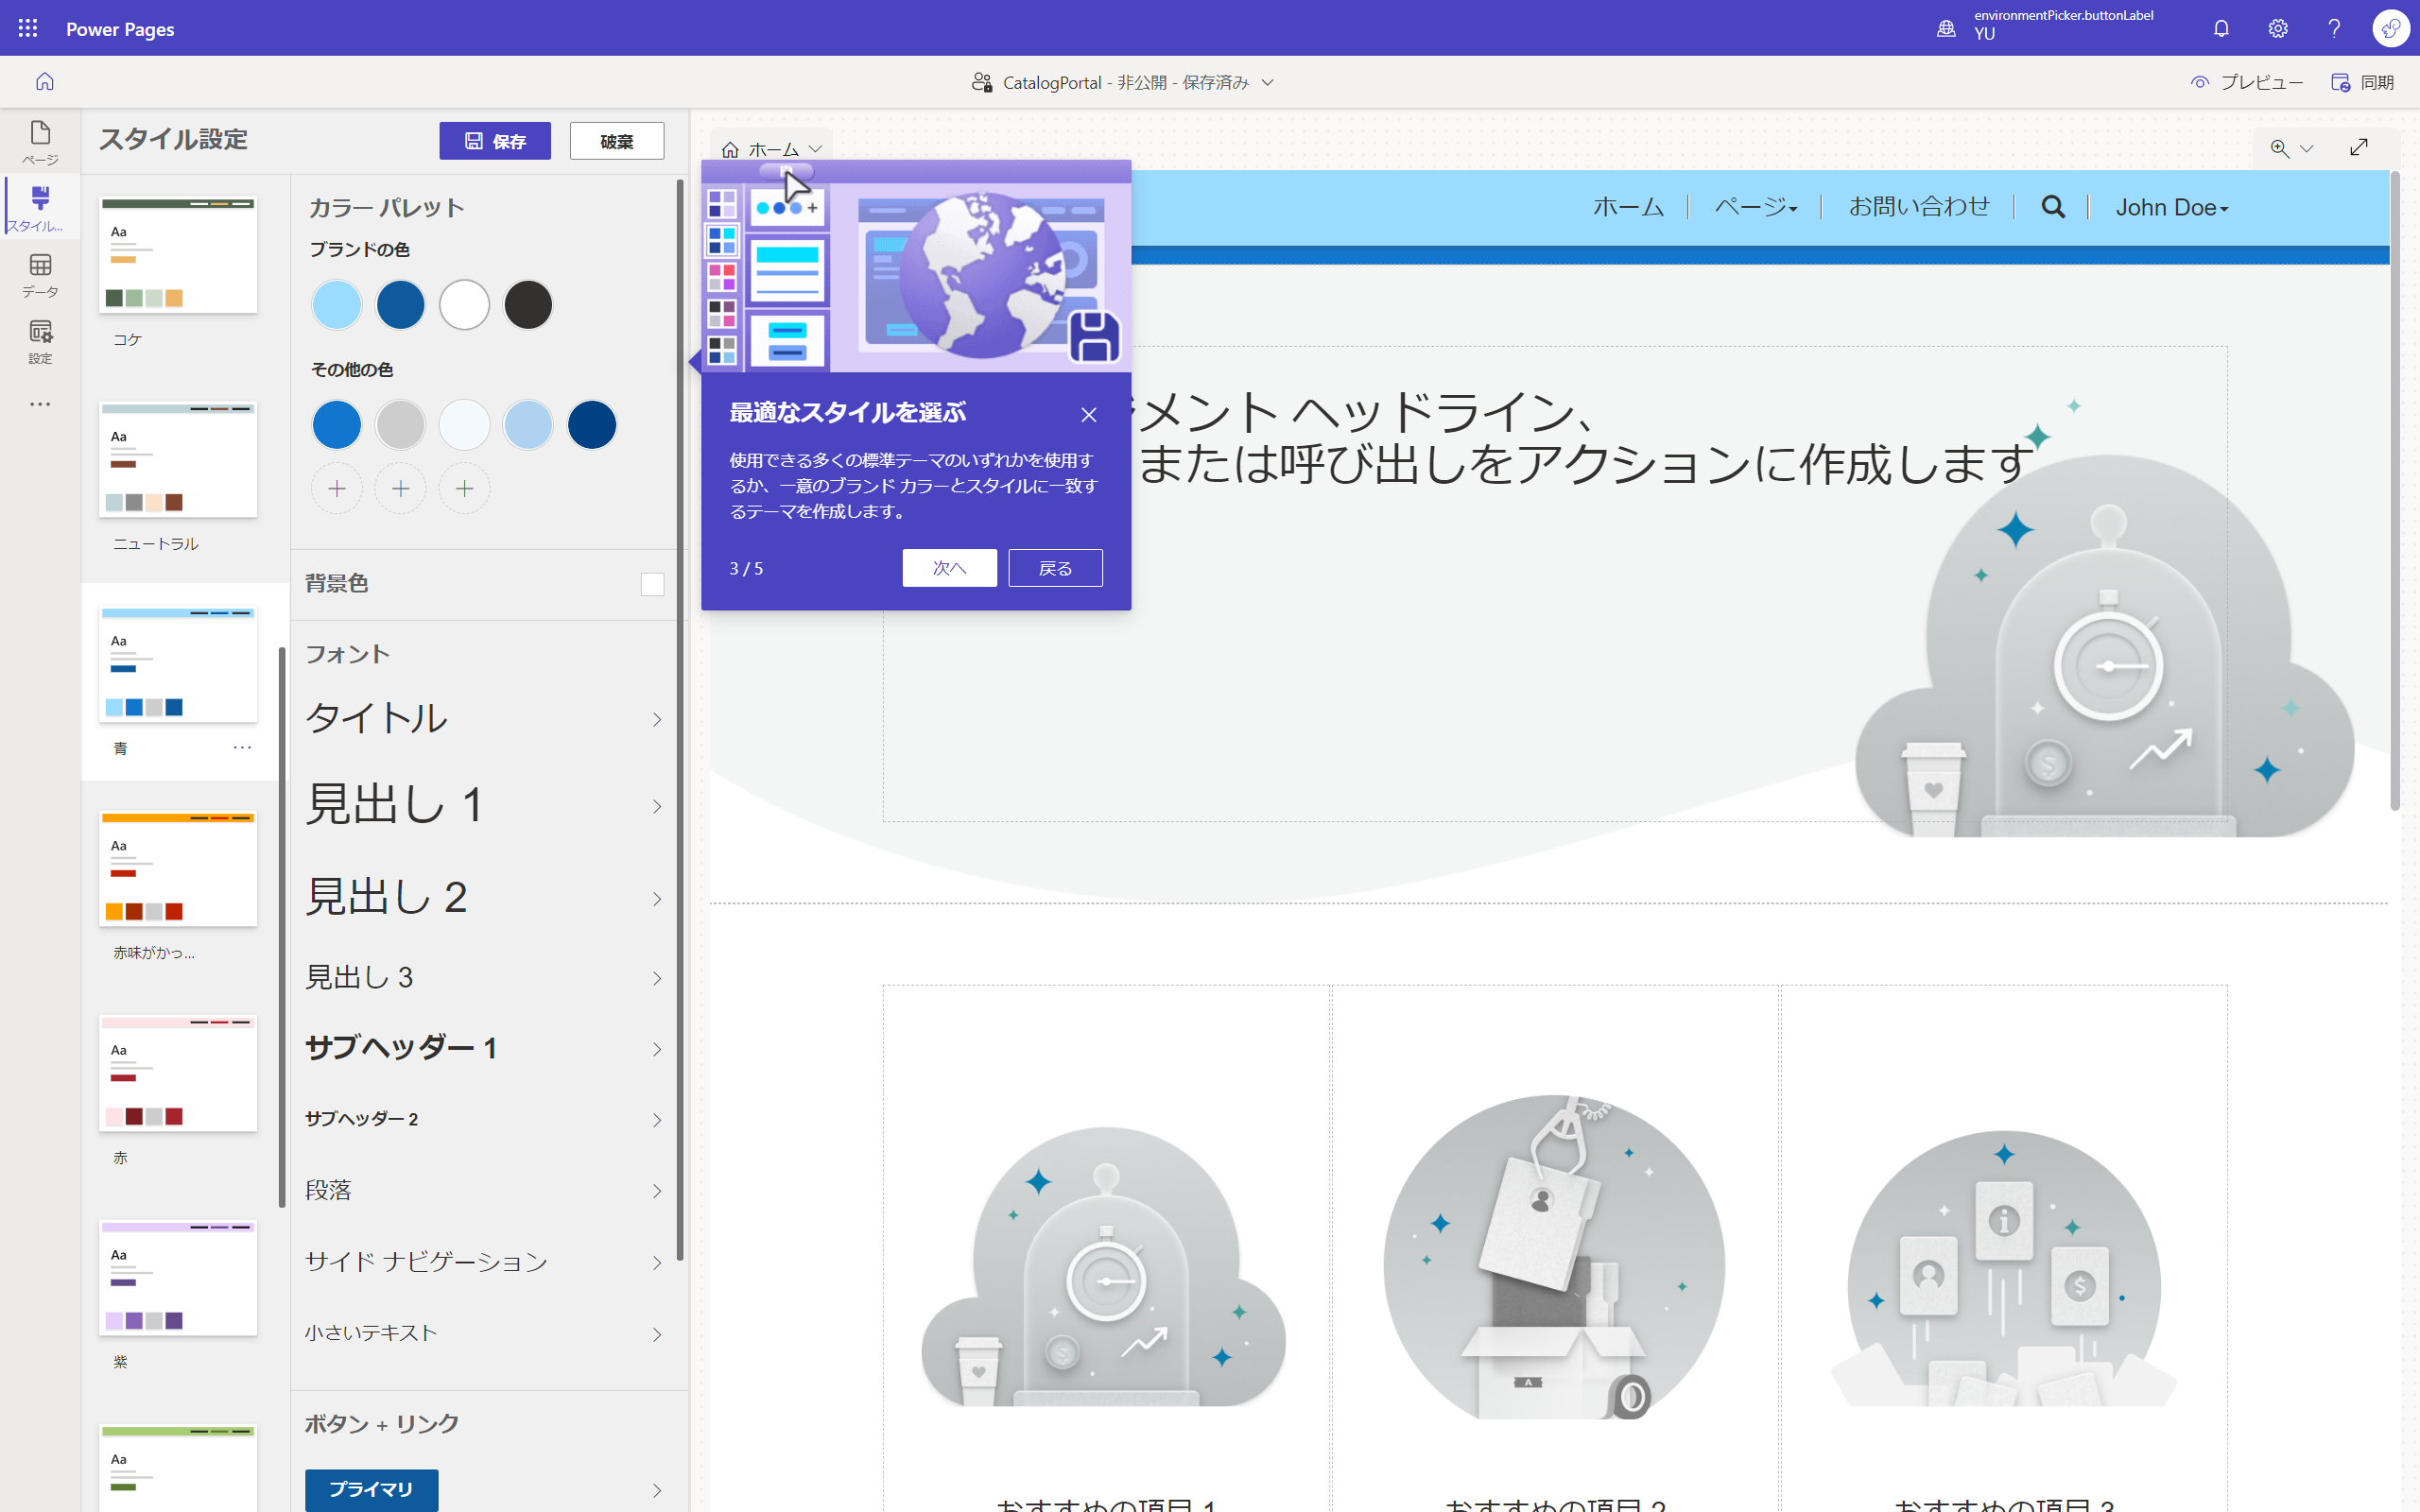 Power Pages
environmentPicker.buttonLabel
YU
CatalogPortal - 非公開 - 保存済み
プレビュー
同期
ページ
スタイル...
データ
設定
スタイル設定
保存
破棄
Aa
コケ
Aa
ニュートラル
Aa
青
Aa
赤味がかっ...
Aa
赤
Aa
紫
Aa
カラー パレット
ブランドの色
その他の色
背景色
フォント
タイトル
見出し 1
見出し 2
見出し 3
サブヘッダー 1
サブヘッダー 2
段落
サイド ナビゲーション
小さいテキスト
ボタン + リンク
プライマリ
ホーム
最適なスタイルを選ぶ
使用できる多くの標準テーマのいずれかを使用す
るか、一意のブランド カラーとスタイルに一致す
るテーマを作成します。
3 / 5
次へ
戻る
ホーム
ページ
お問い合わせ
John Doe
メント ヘッドライン、
または呼び出しをアクションに作成します
おすすめの項目 1
おすすめの項目 2
おすすめの項目 3